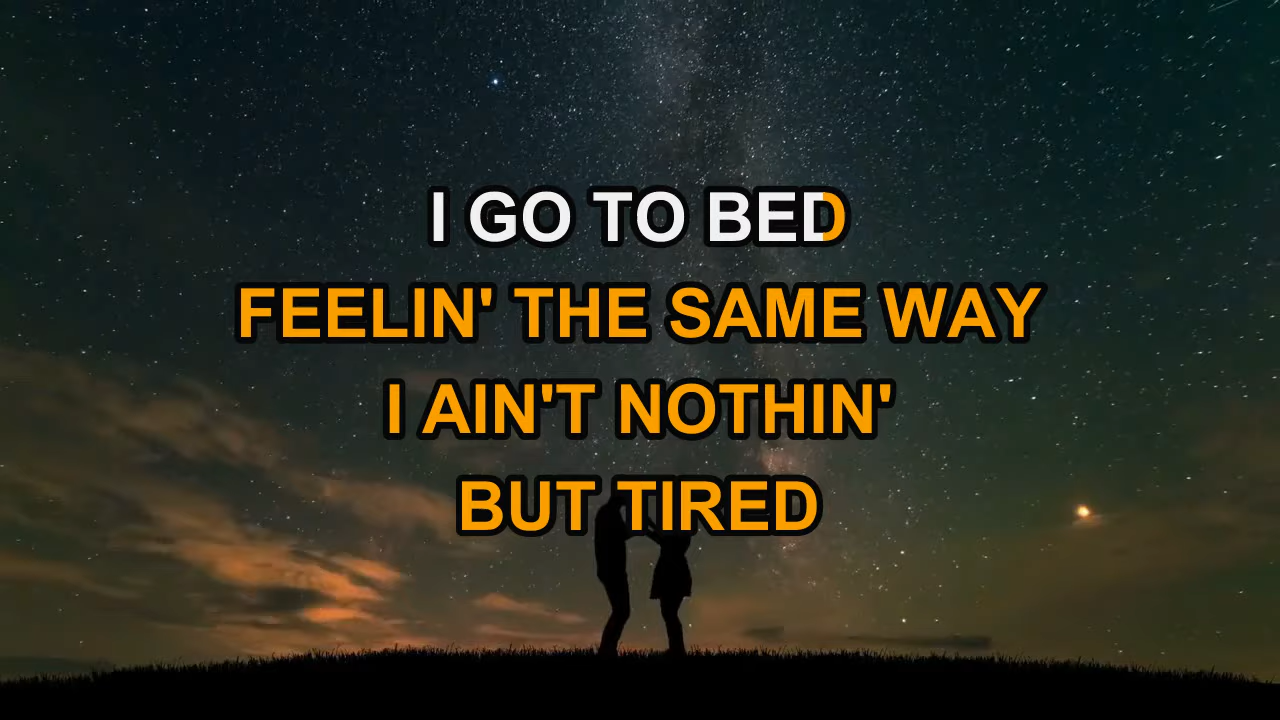 I GO TO BED
FEELIN' THE SAME WAY
I AIN'T NOTHIN'
BUT TIRED